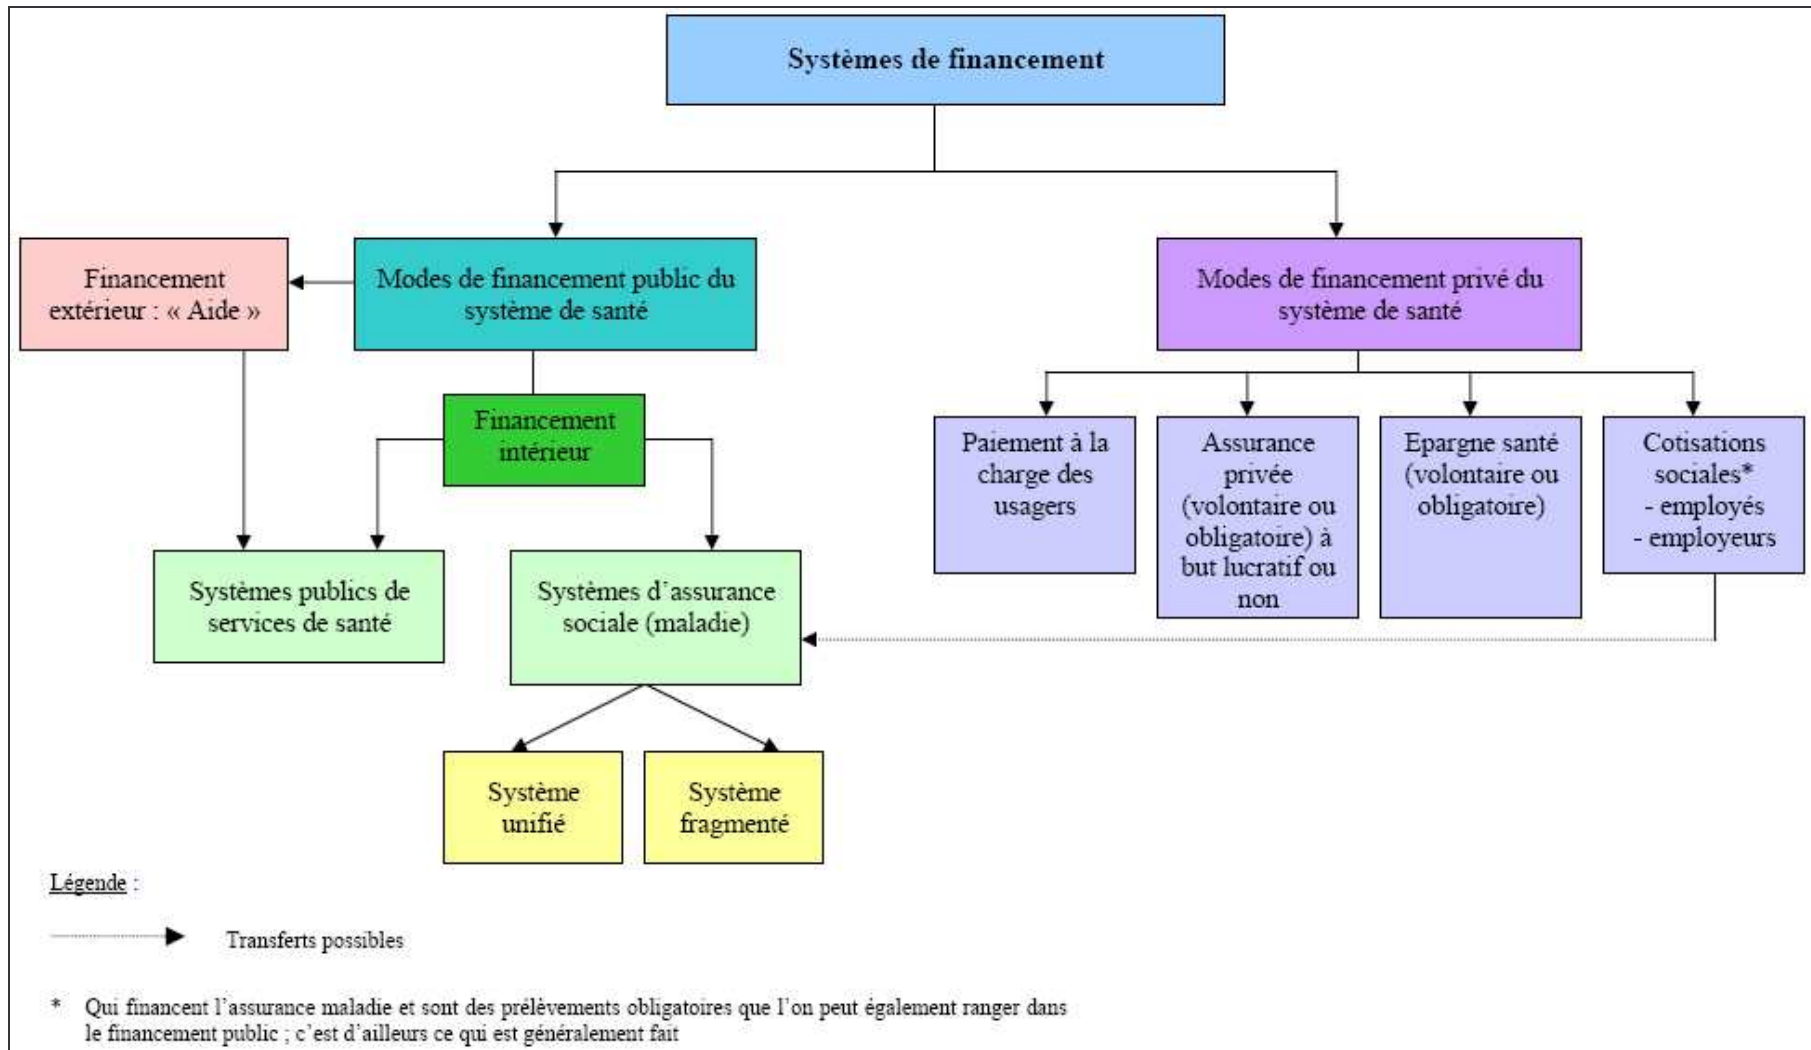 Systèmes de financement
Financement
extérieur : « Aide »
Modes de financement public du
système de santé
Modes de financement privé du
système de santé
Financement
intérieur
Paiement à la
charge des
usagers
Assurance
privée
(volontaire ou
obligatoire) à
but lucratif ou
non
Epargne santé
(volontaire ou
obligatoire)
Cotisations
sociales*
- employés
- employeurs
Systèmes publics de
services de santé
Systèmes d’assurance
sociale (maladie)
Système
unifié
Système
fragmenté
Légende :
Transferts possibles
* Qui financent l’assurance maladie et sont des prélèvements obligatoires que l’on peut également ranger dans
le financement public ; c’est d’ailleurs ce qui est généralement fait